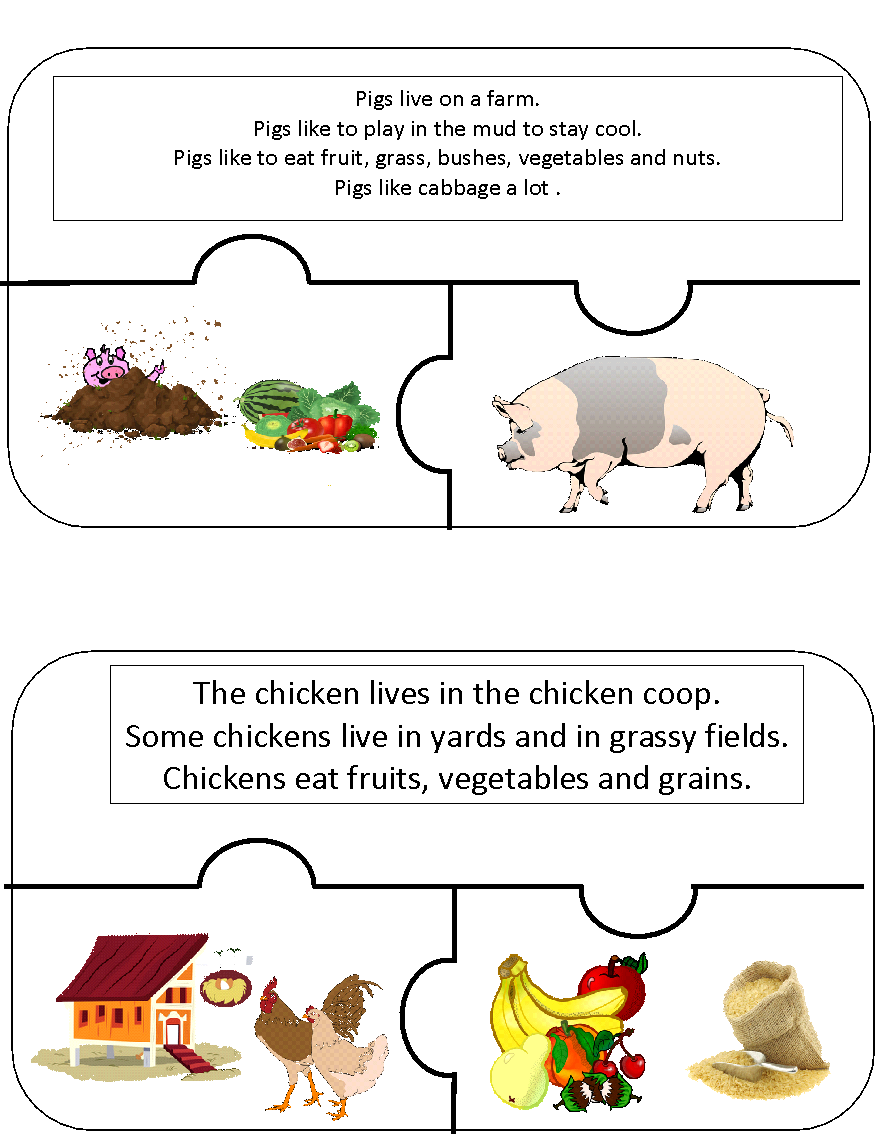 Pigs live on a farm.
Pigs like to play in the mud to stay cool.
Pigs like to eat fruit, grass, bushes, vegetables and nuts.
Pigs like cabbage a lot .
The chicken lives in the chicken coop.
Some chickens live in yards and in grassy fields.
Chickens eat fruits, vegetables and grains.